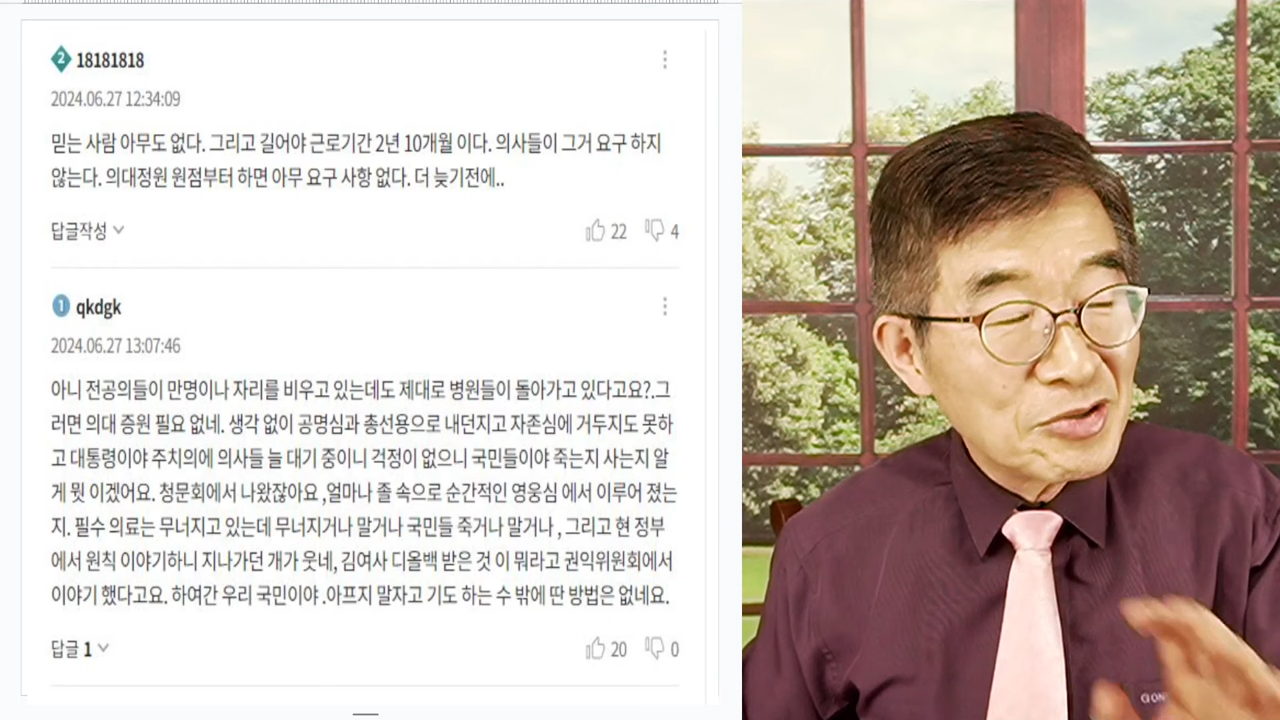 2 18181818
2024.06.27 12:34:09
믿는 사람 아무도 없다. 그리고 길어야 근로기간 2년 10개월 이다. 의사들이 그거 요구 하지
않는다. 의대정원 원점부터 하면 아무 요구 사항 없다. 더 늦기전에..
답글작성
22 4
1 qkdgk
2024.06.27 13:07:46
아니 전공의들이 만명이나 자리를 비우고 있는데도 제대로 병원들이 돌아가고 있다고요?.그
러면 의대 증원 필요 없네. 생각 없이 공명심과 총선용으로 내던지고 자존심에 거두지도 못하
고 대통령이야 주치의에 의사들 늘 대기 중이니 걱정이 없으니 국민들이야 죽는지 사는지 알
게 뭣 이겠어요. 청문회에서 나왔잖아요 ,얼마나 졸 속으로 순간적인 영웅심 에서 이루어 졌는
지. 필수 의료는 무너지고 있는데 무너지거나 말거나 국민들 죽거나 말거나 , 그리고 현 정부
에서 원칙 이야기하니 지나가던 개가 웃네, 김여사 디올백 받은 것 이 뭐라고 권익위원회에서
이야기 했다고요. 하여간 우리 국민이야 .아프지 말자고 기도 하는 수 밖에 딴 방법은 없네요.
답글 1
20 0